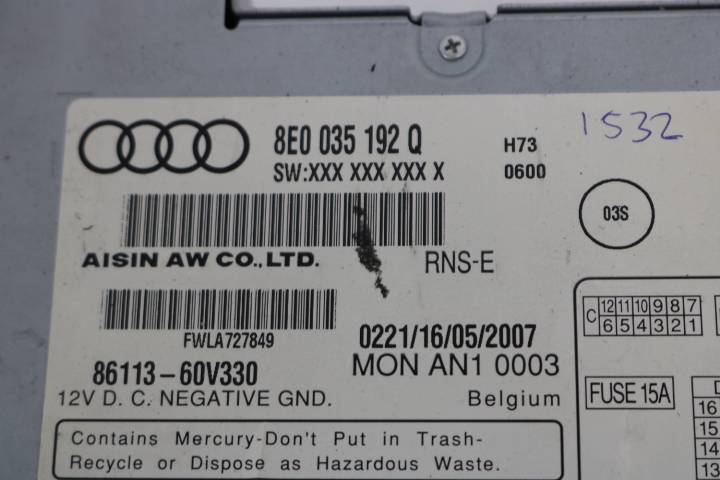 8E0 035 192 Q
SW:XXX XXX XXX X
H73
0600
1532
03S
AISIN AW CO.,LTD.
RNS-E
FWLA727849
0221/16/05/2007
86113-60V330
MON AN1 0003
12V D. C. NEGATIVE GND.
Belgium
Contains Mercury-Don't Put in Trash-
Recycle or Dispose as Hazardous Waste.
C 12 11 10 9 8 7
6 5 4 3 2 1
FUSE 15A
16
15
14
13